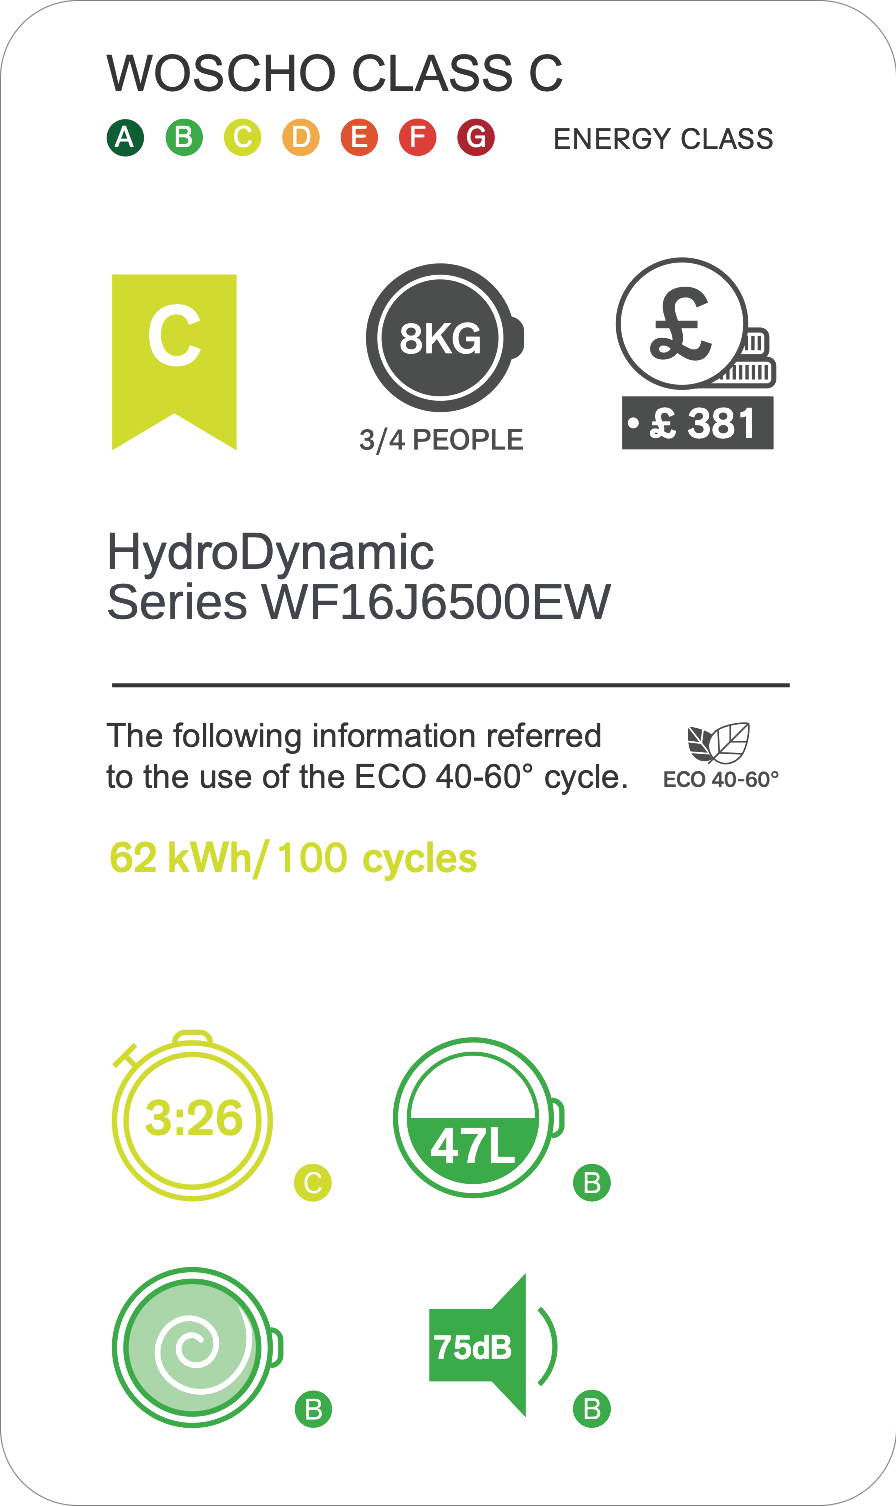 WOSCHO CLASS C
A B C D E F G ENERGY CLASS
C
8KG
3/4 PEOPLE
£
• £ 381
HydroDynamic
Series WF16J6500EW
The following information referred
to the use of the ECO 40-60° cycle.
ECO 40-60°
62 kWh/100 cycles
3:26
C
47L
B
B
75dB
B